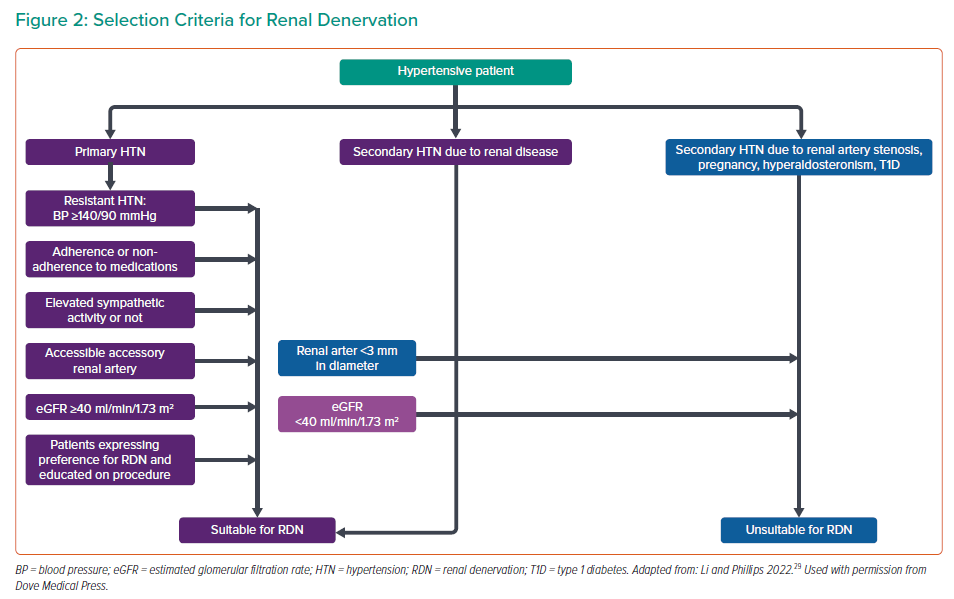 Figure 2: Selection Criteria for Renal Denervation
Hypertensive patient
Primary HTN
Secondary HTN due to renal disease
Secondary HTN due to renal artery stenosis,
pregnancy, hyperaldosteronism, T1D
Resistant HTN:
BP ≥140/90 mmHg
Adherence or non-
adherence to medications
Elevated sympathetic
activity or not
Accessible accessory
renal artery
Renal arter <3 mm
in diameter
eGFR ≥40 ml/min/1.73 m²
eGFR
<40 ml/min/1.73 m²
Patients expressing
preference for RDN and
educated on procedure
Suitable for RDN
Unsuitable for RDN
BP = blood pressure; eGFR = estimated glomerular filtration rate; HTN = hypertension; RDN = renal denervation; T1D = type 1 diabetes. Adapted from: Li and Phillips 2022.²⁹ Used with permission from
Dove Medical Press.